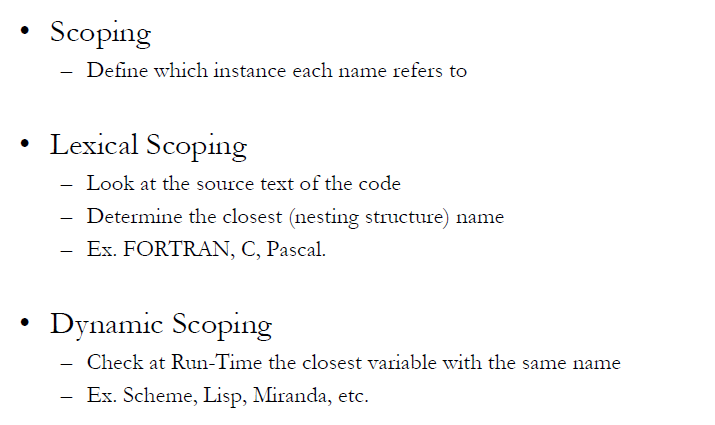 • Scoping
– Define which instance each name refers to
• Lexical Scoping
– Look at the source text of the code
– Determine the closest (nesting structure) name
– Ex. FORTRAN, C, Pascal.
• Dynamic Scoping
– Check at Run-Time the closest variable with the same name
– Ex. Scheme, Lisp, Miranda, etc.